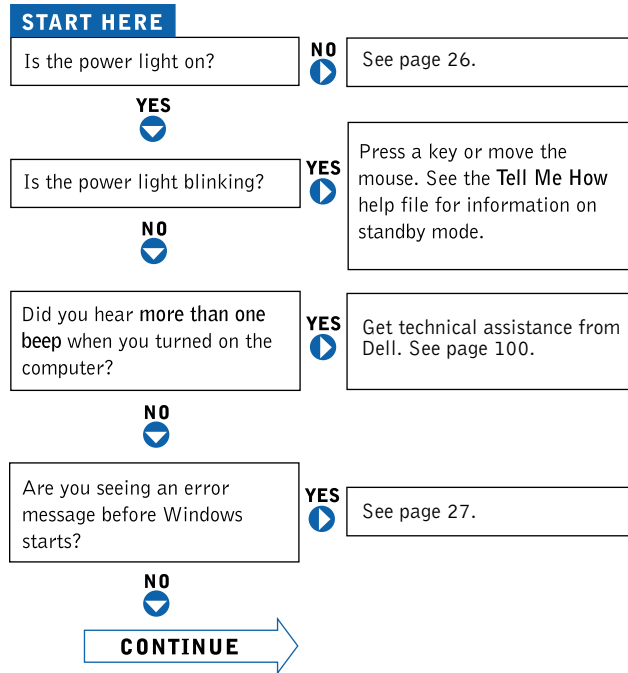 START HERE
Is the power light on?
NO
See page 26.
YES
Is the power light blinking?
YES
Press a key or move the
mouse. See the Tell Me How
help file for information on
standby mode.
NO
Did you hear more than one
beep when you turned on the
computer?
YES
Get technical assistance from
Dell. See page 100.
NO
Are you seeing an error
message before Windows
starts?
YES
See page 27.
NO
CONTINUE